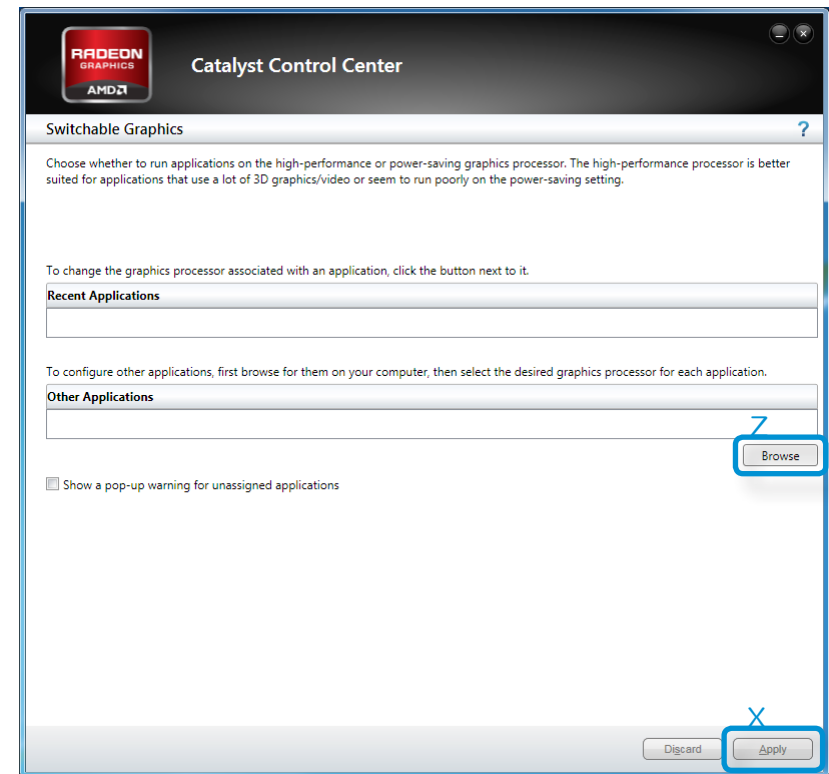 RADEON
GRAPHICS
AMD
Catalyst Control Center
Switchable Graphics
?
Choose whether to run applications on the high-performance or power-saving graphics processor. The high-performance processor is better
suited for applications that use a lot of 3D graphics/video or seem to run poorly on the power-saving setting.
To change the graphics processor associated with an application, click the button next to it.
Recent Applications
To configure other applications, first browse for them on your computer, then select the desired graphics processor for each application.
Other Applications
Z
Browse
Show a pop-up warning for unassigned applications
X
Discard Apply